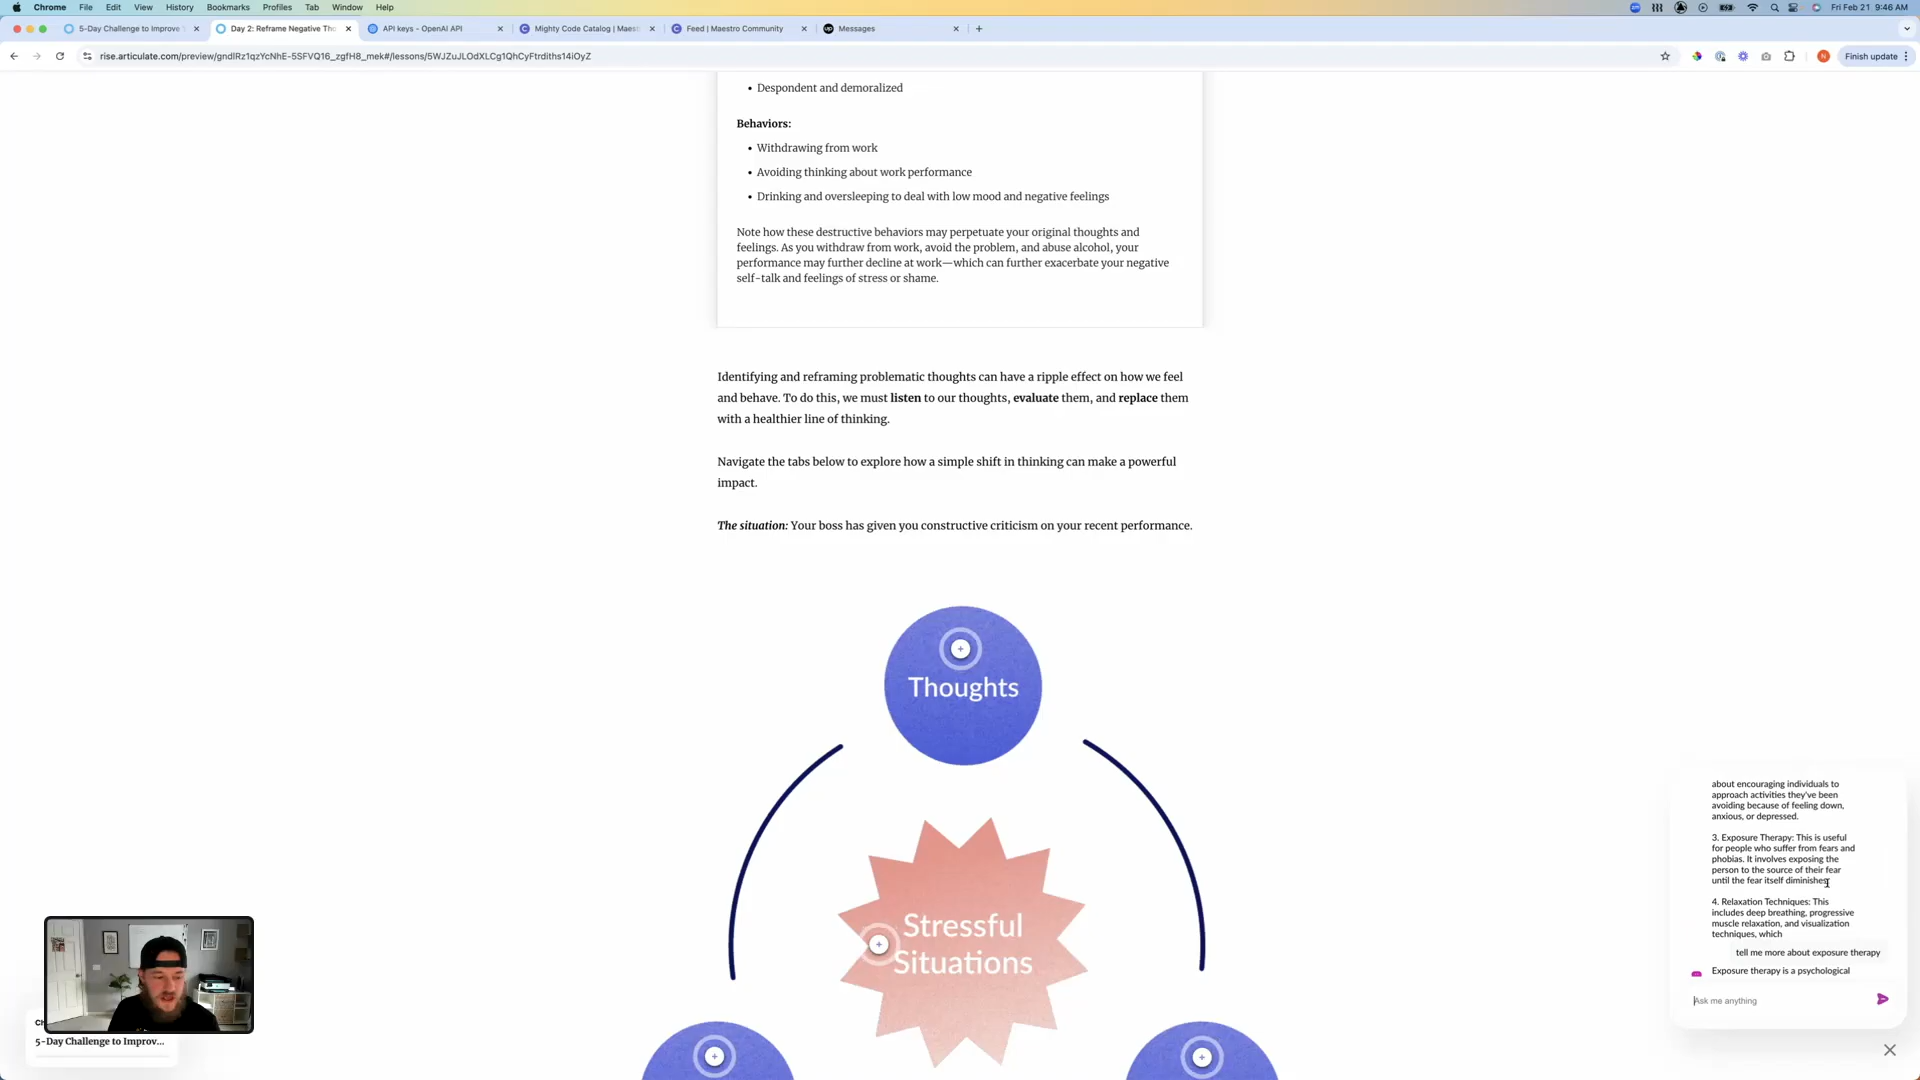 Chrome File Edit View History Bookmarks Profiles Tab Window Help
Fri Feb 21 9:46 AM
5-Day Challenge to Improve
Day 2: Reframe Negative Tho
API keys - OpenAI API
Mighty Code Catalog | Maest
Feed | Maestro Community
Messages
rise.articulate.com/preview/gndlRz1qzYcNhE-5SFVQ16_zgfH8_mek#/lessons/5WJZuJLOdXLCg1QhCyFtrdiths14iOyZ
N
Finish update
• Despondent and demoralized
Behaviors:
• Withdrawing from work
• Avoiding thinking about work performance
• Drinking and oversleeping to deal with low mood and negative feelings
Note how these destructive behaviors may perpetuate your original thoughts and
feelings. As you withdraw from work, avoid the problem, and abuse alcohol, your
performance may further decline at work—which can further exacerbate your negative
self-talk and feelings of stress or shame.
Identifying and reframing problematic thoughts can have a ripple effect on how we feel
and behave. To do this, we must listen to our thoughts, evaluate them, and replace them
with a healthier line of thinking.
Navigate the tabs below to explore how a simple shift in thinking can make a powerful
impact.
The situation: Your boss has given you constructive criticism on your recent performance.
Thoughts
Stressful
Situations
about encouraging individuals to
approach activities they've been
avoiding because of feeling down,
anxious, or depressed.
3. Exposure Therapy: This is useful
for people who suffer from fears and
phobias. It involves exposing the
person to the source of their fear
until the fear itself diminishes.
4. Relaxation Techniques: This
includes deep breathing, progressive
muscle relaxation, and visualization
techniques, which
tell me more about exposure therapy
Exposure therapy is a psychological
Ask me anything
5-Day Challenge to Improv...